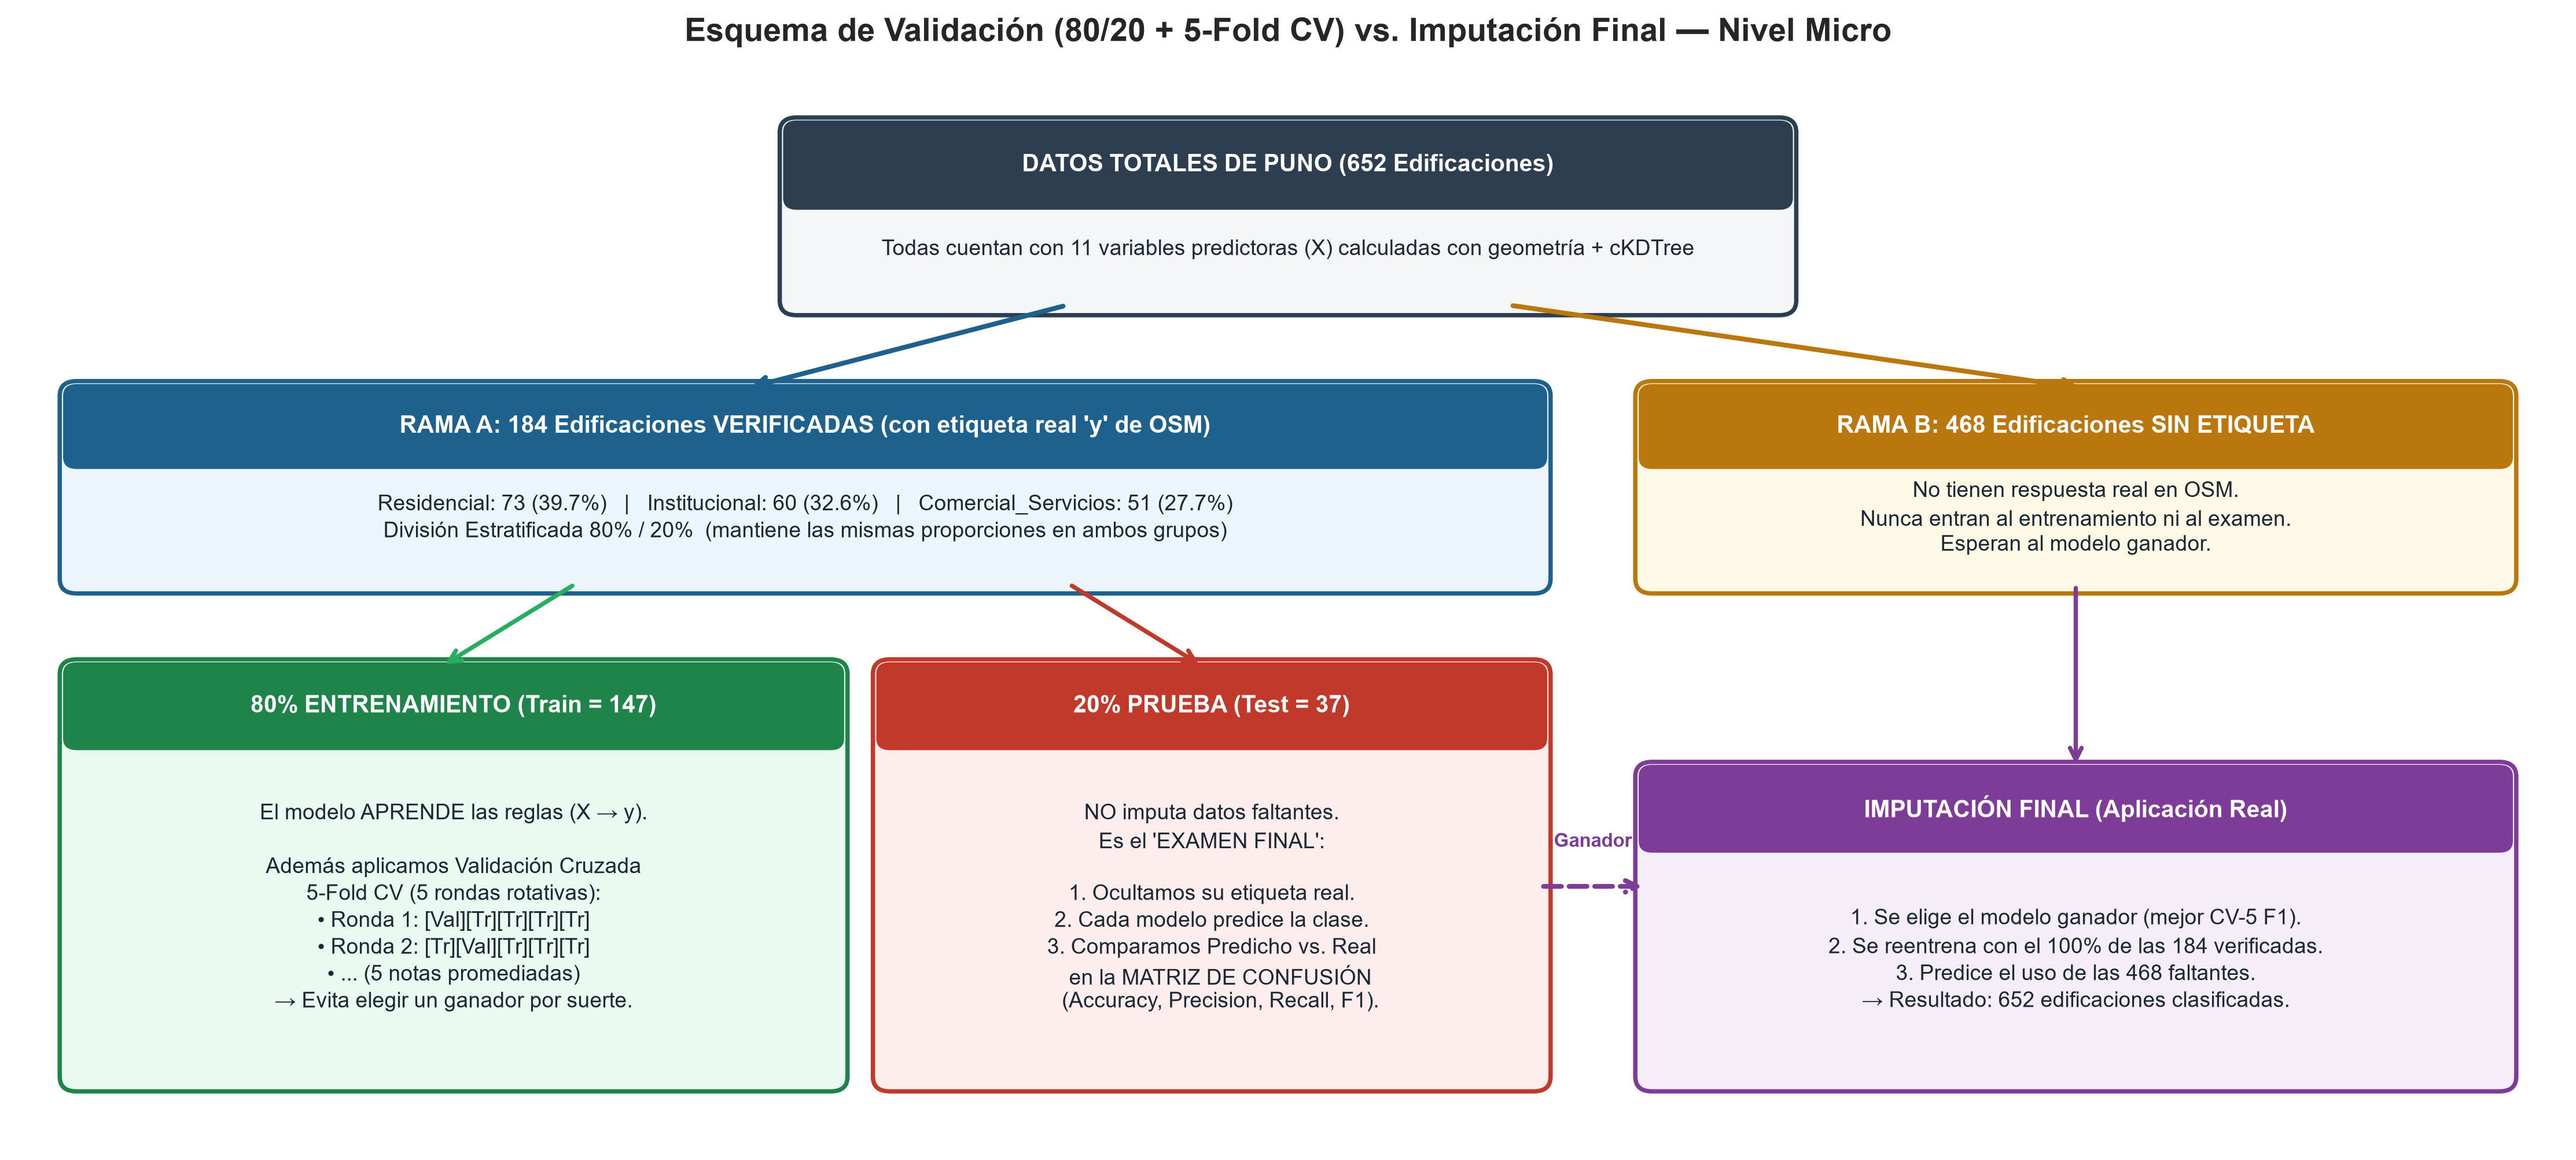 Esquema de Validación (80/20 + 5-Fold CV) vs. Imputación Final — Nivel Micro
DATOS TOTALES DE PUNO (652 Edificaciones)
Todas cuentan con 11 variables predictoras (X) calculadas con geometría + cKDTree
RAMA A: 184 Edificaciones VERIFICADAS (con etiqueta real 'y' de OSM)
Residencial: 73 (39.7%) | Institucional: 60 (32.6%) | Comercial_Servicios: 51 (27.7%)
División Estratificada 80% / 20% (mantiene las mismas proporciones en ambos grupos)
RAMA B: 468 Edificaciones SIN ETIQUETA
No tienen respuesta real en OSM.
Nunca entran al entrenamiento ni al examen.
Esperan al modelo ganador.
80% ENTRENAMIENTO (Train = 147)
El modelo APRENDE las reglas (X → y).
Además aplicamos Validación Cruzada
5-Fold CV (5 rondas rotativas):
• Ronda 1: [Val][Tr][Tr][Tr][Tr]
• Ronda 2: [Tr][Val][Tr][Tr][Tr]
• ... (5 notas promediadas)
→ Evita elegir un ganador por suerte.
20% PRUEBA (Test = 37)
NO imputa datos faltantes.
Es el 'EXAMEN FINAL':
1. Ocultamos su etiqueta real.
2. Cada modelo predice la clase.
3. Comparamos Predicho vs. Real
en la MATRIZ DE CONFUSIÓN
(Accuracy, Precision, Recall, F1).
Ganador
IMPUTACIÓN FINAL (Aplicación Real)
1. Se elige el modelo ganador (mejor CV-5 F1).
2. Se reentrena con el 100% de las 184 verificadas.
3. Predice el uso de las 468 faltantes.
→ Resultado: 652 edificaciones clasificadas.